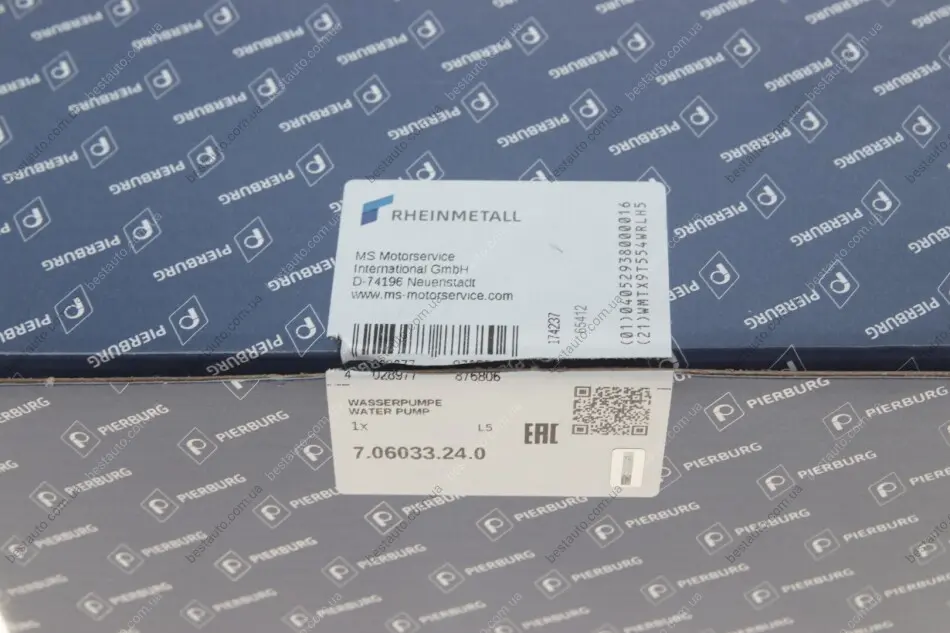 RHEINMETALL
MS Motorservice
International GmbH
D-74196 Neuenstadt
www.ms-motorservice.com
174237
65412
(01)04052938000016
(21)WMTX9T554WRLH5
4 028977 876806
WASSERPUMPE
WATER PUMP
1x
L5
EAC
7.06033.24.0
PIERBURG
bestauto.com.ua